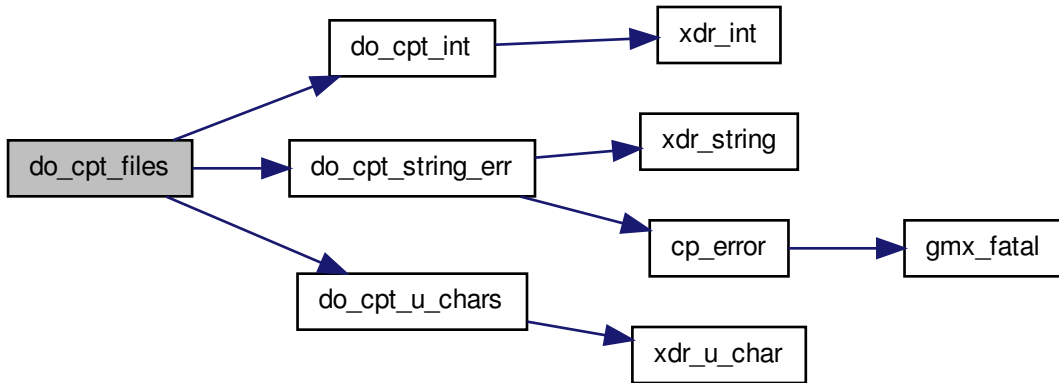 do_cpt_int
xdr_int
xdr_string
do_cpt_files
do_cpt_string_err
cp_error
gmx_fatal
do_cpt_u_chars
xdr_u_char